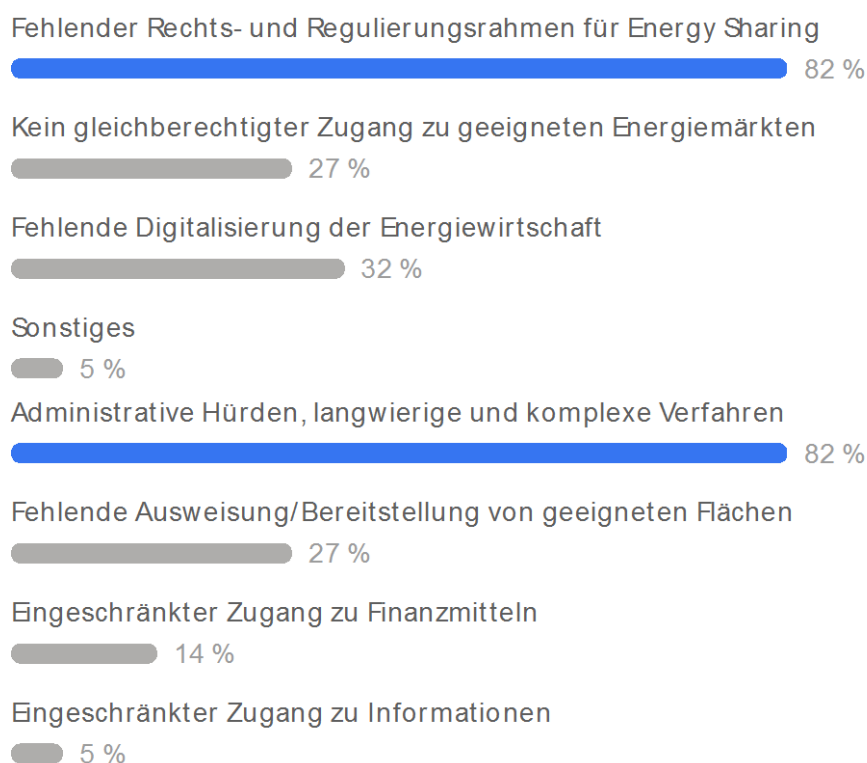 Fehlender Rechts- und Regulierungsrahmen für Energy Sharing
82 %
Kein gleichberechtigter Zugang zu geeigneten Energiemärkten
27 %
Fehlende Digitalisierung der Energiewirtschaft
32 %
Sonstiges
5 %
Administrative Hürden, langwierige und komplexe Verfahren
82 %
Fehlende Ausweisung/Bereitstellung von geeigneten Flächen
27 %
Eingeschränkter Zugang zu Finanzmitteln
14 %
Eingeschränkter Zugang zu Informationen
5 %